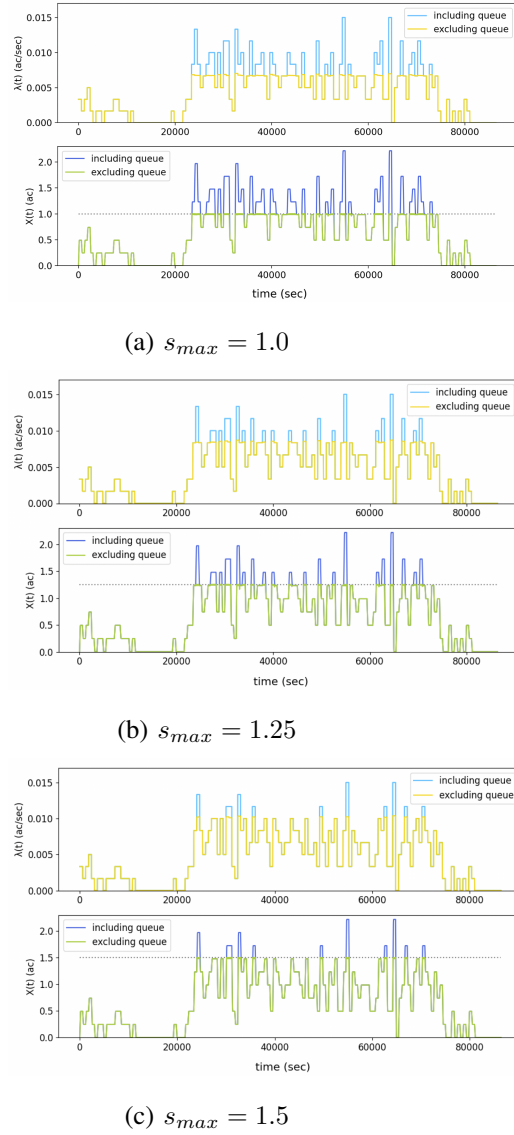 0.015
0.010
0.005
0.000
λ(t) (ac/sec)
including queue
excluding queue
0
20000
40000
60000
80000
2.0
1.5
1.0
0.5
0.0
X(t) (ac)
including queue
excluding queue
0
20000
40000
60000
80000
time (sec)
(a) s_max = 1.0
0.015
0.010
0.005
0.000
λ(t) (ac/sec)
including queue
excluding queue
0
20000
40000
60000
80000
2.0
1.5
1.0
0.5
0.0
X(t) (ac)
including queue
excluding queue
0
20000
40000
60000
80000
time (sec)
(b) s_max = 1.25
0.015
0.010
0.005
0.000
λ(t) (ac/sec)
including queue
excluding queue
0
20000
40000
60000
80000
2.0
1.5
1.0
0.5
0.0
X(t) (ac)
including queue
excluding queue
0
20000
40000
60000
80000
time (sec)
(c) s_max = 1.5